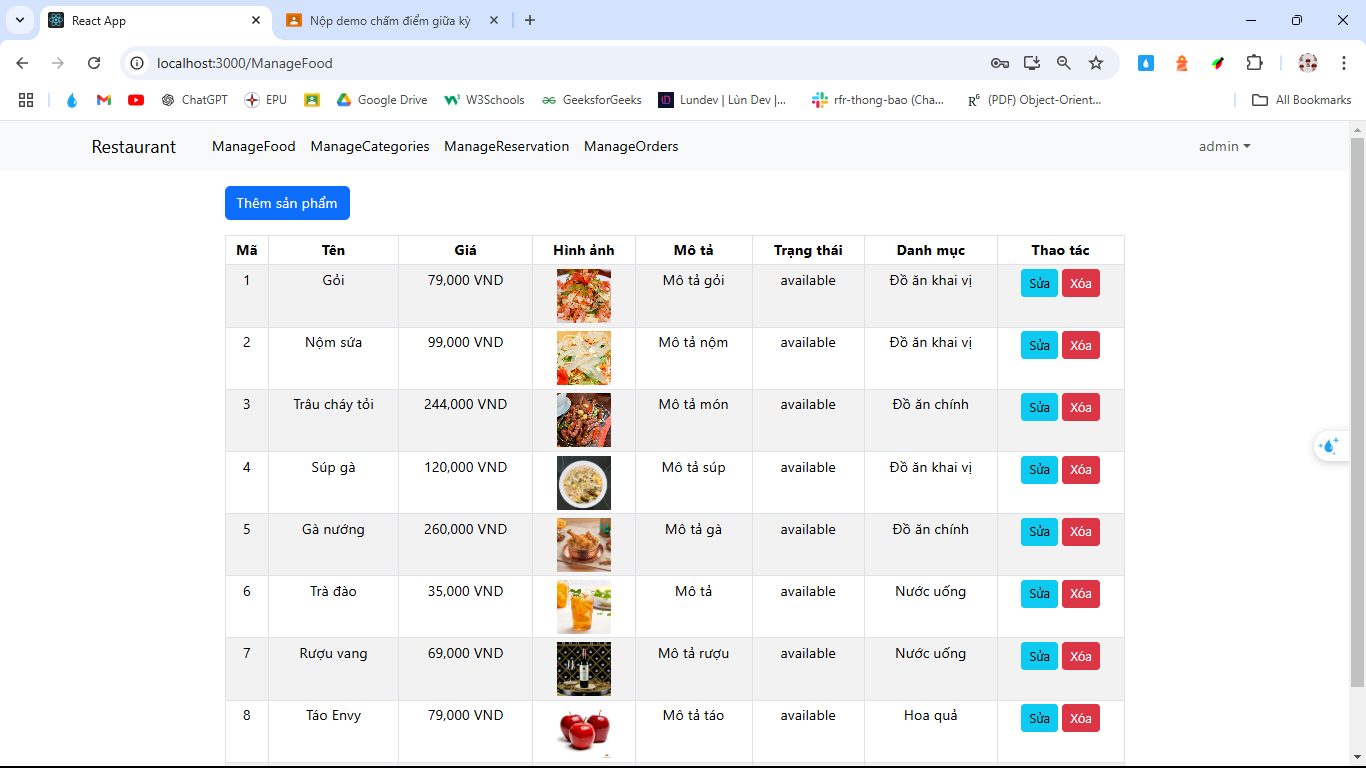 React App
Nộp demo chấm điểm giữa kỳ
localhost:3000/ManageFood
ChatGPT
EPU
Google Drive
W3Schools
GeeksforGeeks
Lundev | Lùn Dev |...
rfr-thong-bao (Cha...
(PDF) Object-Orient...
All Bookmarks
Restaurant ManageFood ManageCategories ManageReservation ManageOrders admin
Thêm sản phẩm
Mã Tên Giá Hình ảnh Mô tả Trạng thái Danh mục Thao tác
1 Gỏi 79,000 VND Mô tả gỏi available Đồ ăn khai vị Sửa Xóa
2 Nộm sứa 99,000 VND Mô tả nộm available Đồ ăn khai vị Sửa Xóa
3 Trâu cháy tỏi 244,000 VND Mô tả món available Đồ ăn chính Sửa Xóa
4 Súp gà 120,000 VND Mô tả súp available Đồ ăn khai vị Sửa Xóa
5 Gà nướng 260,000 VND Mô tả gà available Đồ ăn chính Sửa Xóa
6 Trà đào 35,000 VND Mô tả available Nước uống Sửa Xóa
7 Rượu vang 69,000 VND Mô tả rượu available Nước uống Sửa Xóa
8 Táo Envy 79,000 VND Mô tả táo available Hoa quả Sửa Xóa